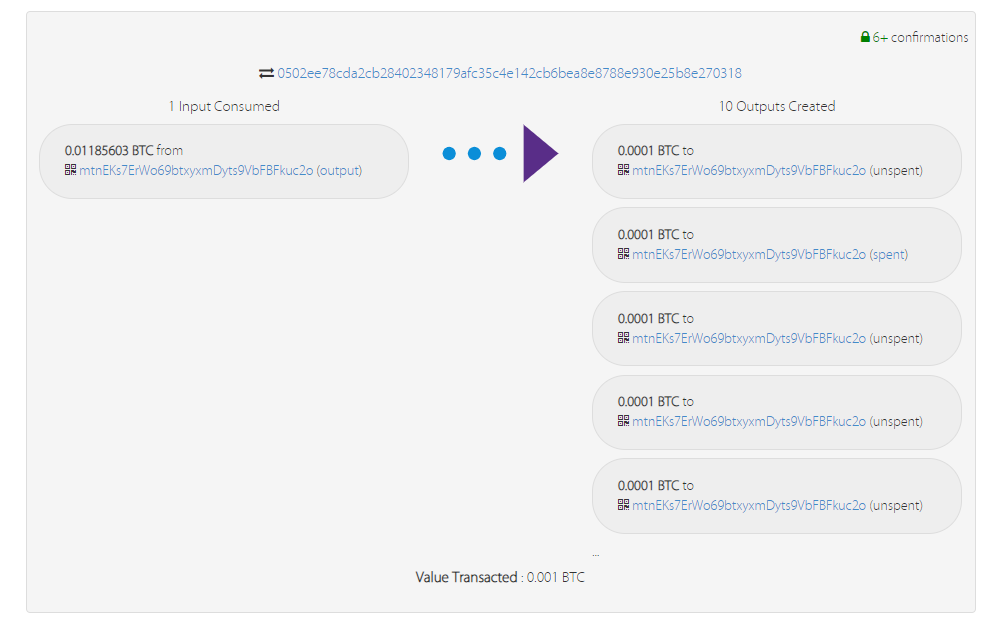 6+ confirmations
0502ee78cda2cb28402348179afc35c4e142cb6bea8e8788e930e25b8e270318
1 Input Consumed
10 Outputs Created
0.01185603 BTC from
mtnEKs7ErWo69btxyxmDyts9VbFBFkuc2o (output)
0.0001 BTC to
mtnEKs7ErWo69btxyxmDyts9VbFBFkuc2o (unspent)
0.0001 BTC to
mtnEKs7ErWo69btxyxmDyts9VbFBFkuc2o (spent)
0.0001 BTC to
mtnEKs7ErWo69btxyxmDyts9VbFBFkuc2o (unspent)
0.0001 BTC to
mtnEKs7ErWo69btxyxmDyts9VbFBFkuc2o (unspent)
0.0001 BTC to
mtnEKs7ErWo69btxyxmDyts9VbFBFkuc2o (unspent)
...
Value Transacted : 0.001 BTC